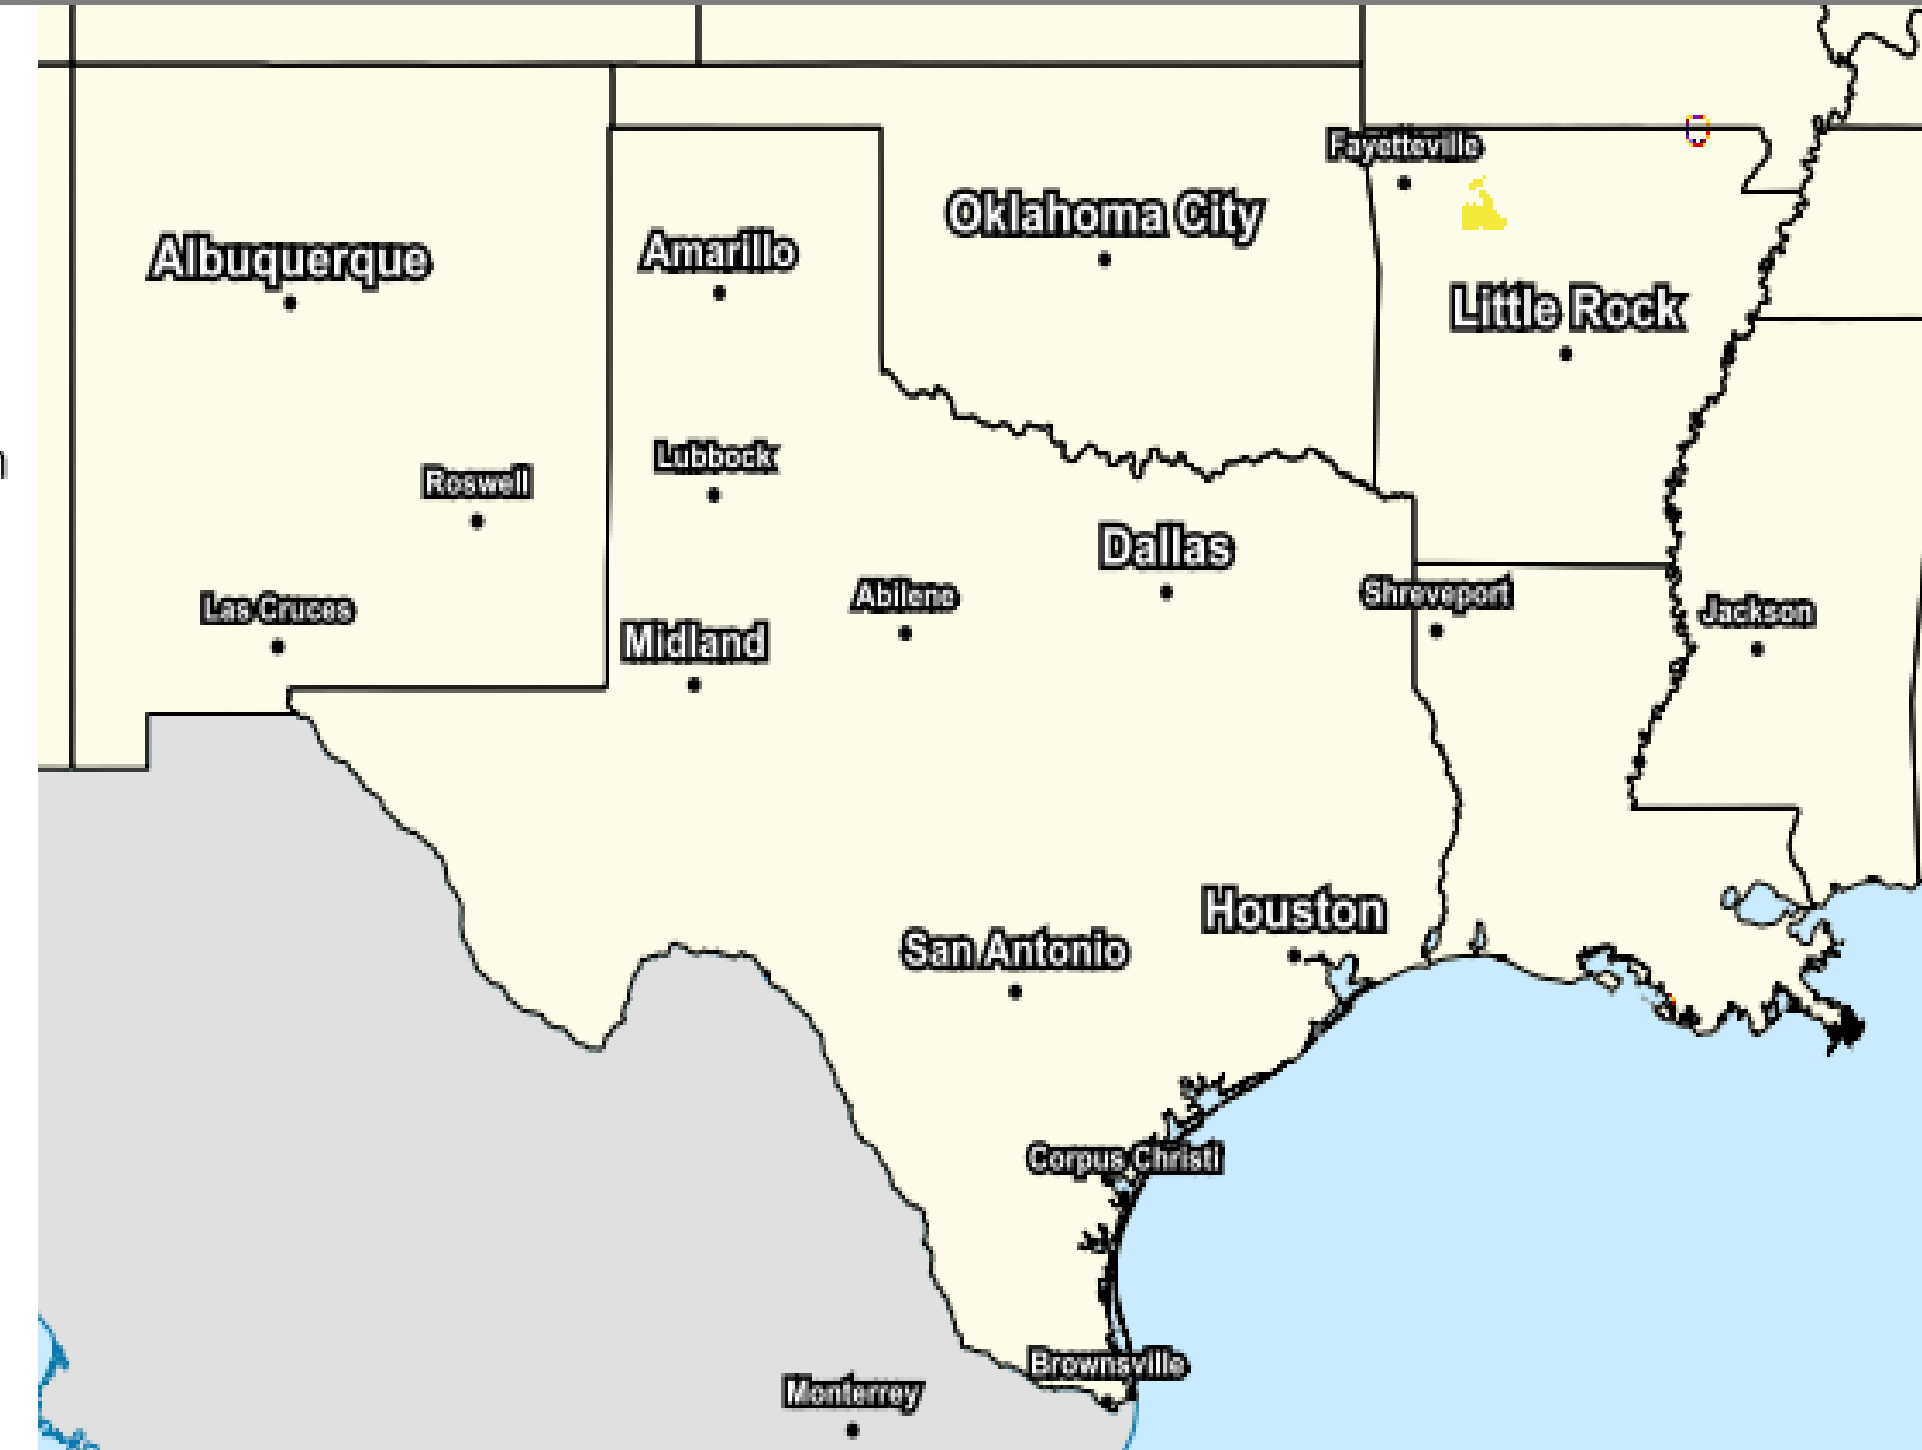 Fayetteville
Oklahoma City
Albuquerque
Amarillo
Little Rock
Lubbock
Roswell
Dallas
Abilene
Shreveport
Las Cruces
Jackson
Midland
Houston
San Antonio
Corpus Christi
Brownsville
Monterrey